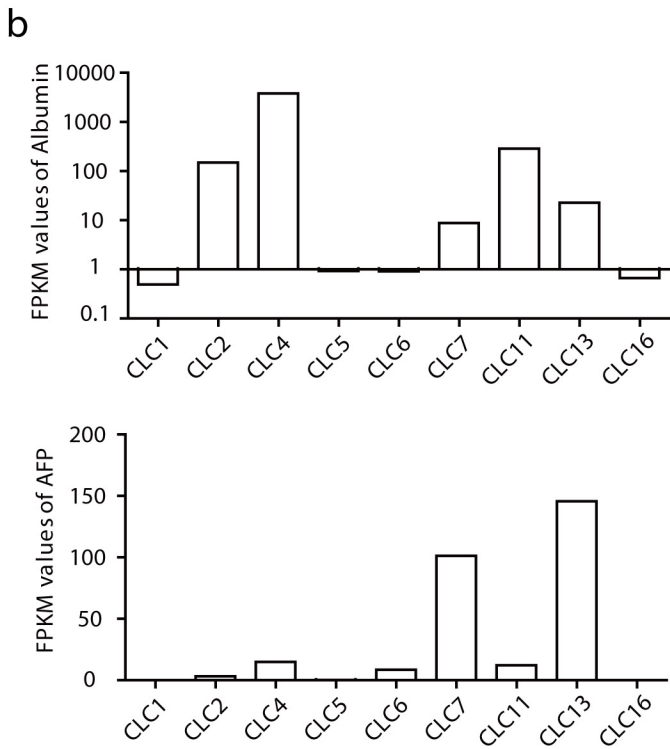 b
FPKM values of Albumin
10000
1000
100
10
1
0.1
CLC1 CLC2 CLC4 CLC5 CLC6 CLC7 CLC11 CLC13 CLC16
FPKM values of AFP
200
150
100
50
0
CLC1 CLC2 CLC4 CLC5 CLC6 CLC7 CLC11 CLC13 CLC16